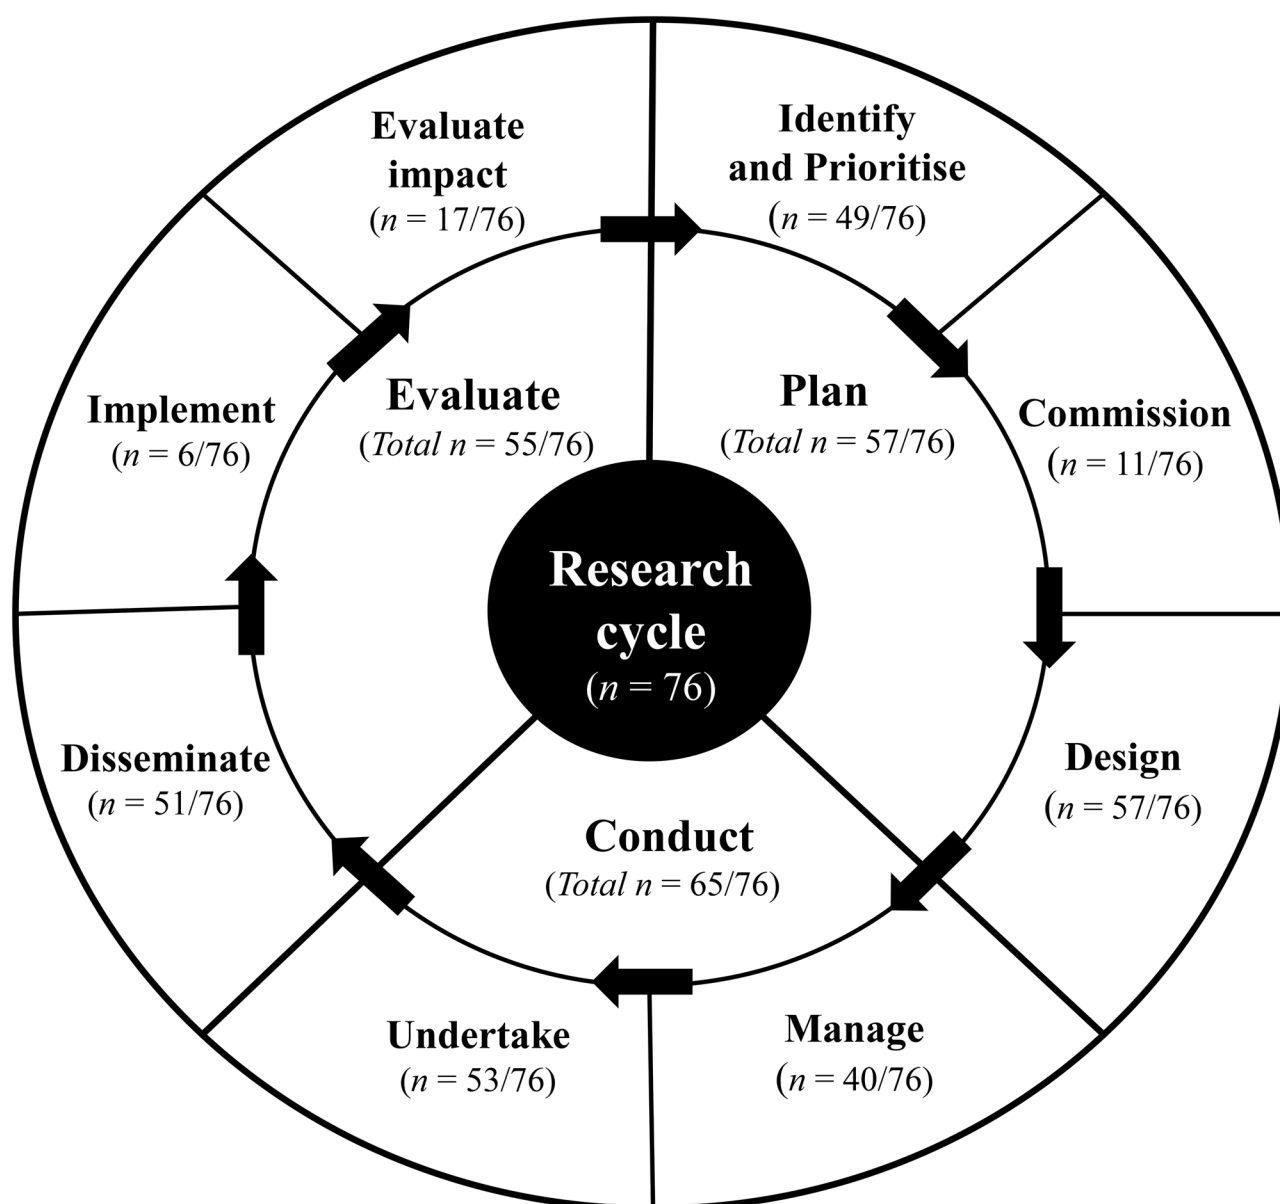 Evaluate
impact
(n = 17/76)
Identify
and Prioritise
(n = 49/76)
Implement
(n = 6/76)
Evaluate
(Total n = 55/76)
Plan
(Total n = 57/76)
Commission
(n = 11/76)
Research
cycle
(n = 76)
Disseminate
(n = 51/76)
Design
(n = 57/76)
Conduct
(Total n = 65/76)
Undertake
(n = 53/76)
Manage
(n = 40/76)